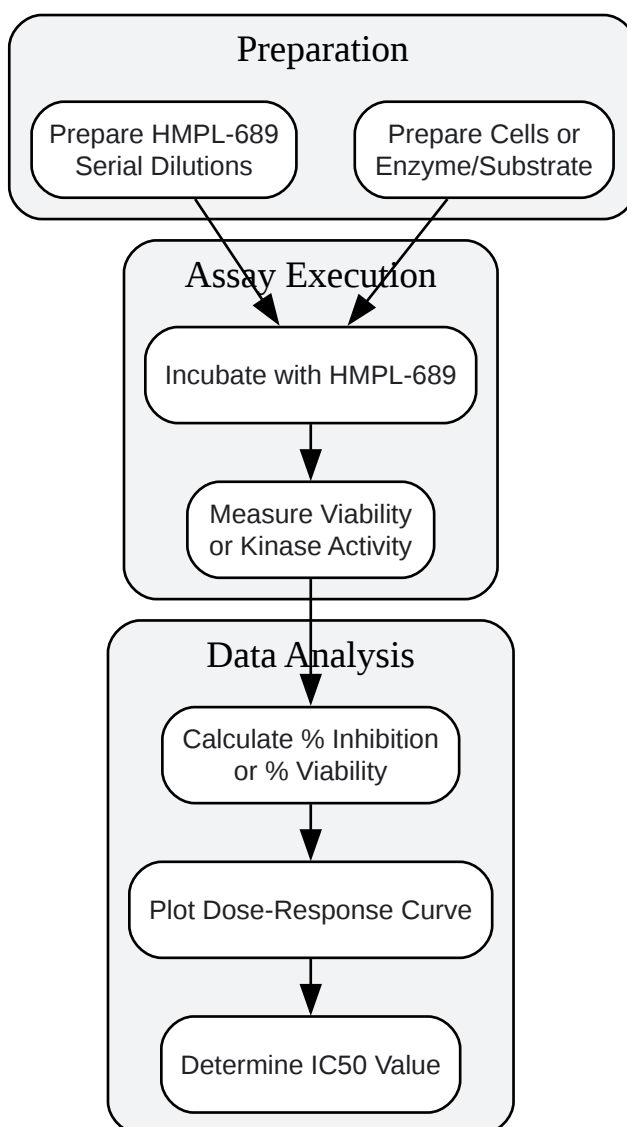 Preparation
Prepare HMPL-689
Serial Dilutions
Prepare Cells or
Enzyme/Substrate
Assay Execution
Incubate with HMPL-689
Measure Viability
or Kinase Activity
Data Analysis
Calculate % Inhibition
or % Viability
Plot Dose-Response Curve
Determine IC50 Value